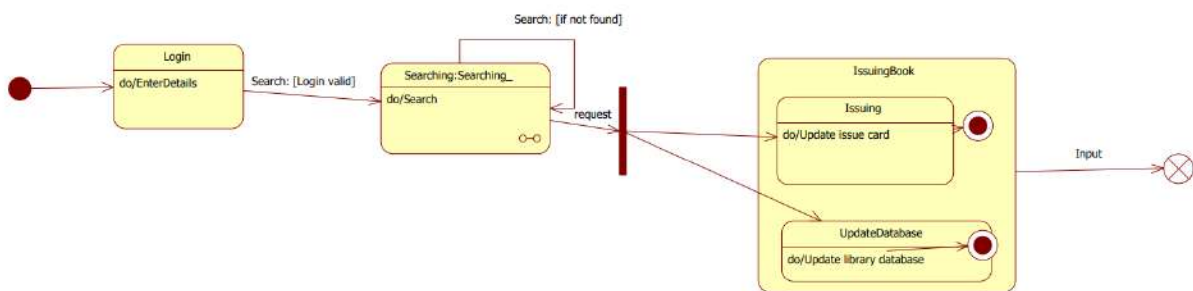 Search: [if not found]
Login
do/EnterDetails
Search: [Login valid]
Searching:Searching_
do/Search
request
IssuingBook
Issuing
do/Update issue card
Input
UpdateDatabase
do/Update library database